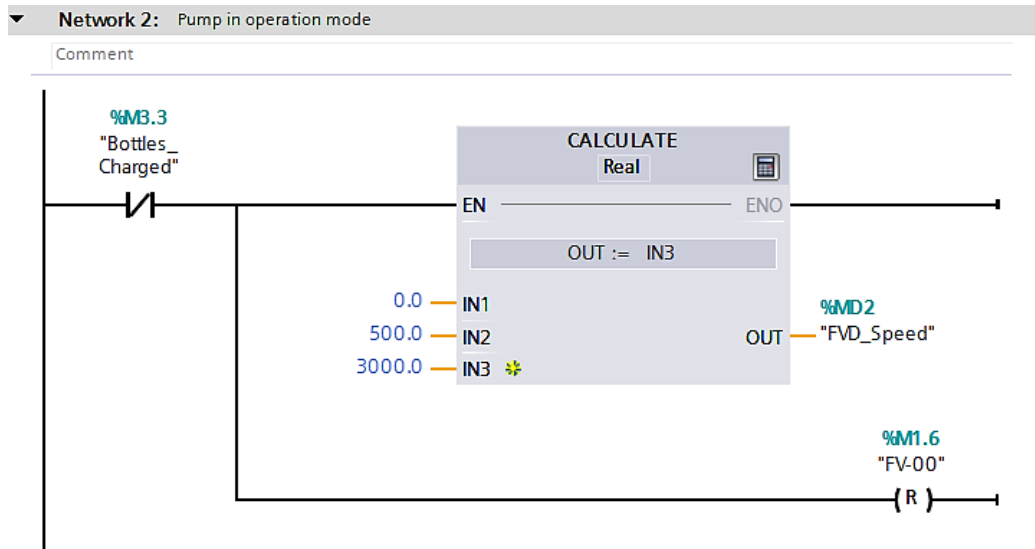 Network 2: Pump in operation mode
Comment
%M3.3
"Bottles_
Charged"
CALCULATE
Real
EN
ENO
OUT := IN3
0.0
IN1
500.0
IN2
3000.0
IN3
%MD2
OUT
"FVD_Speed"
%M1.6
"FV-00"
R